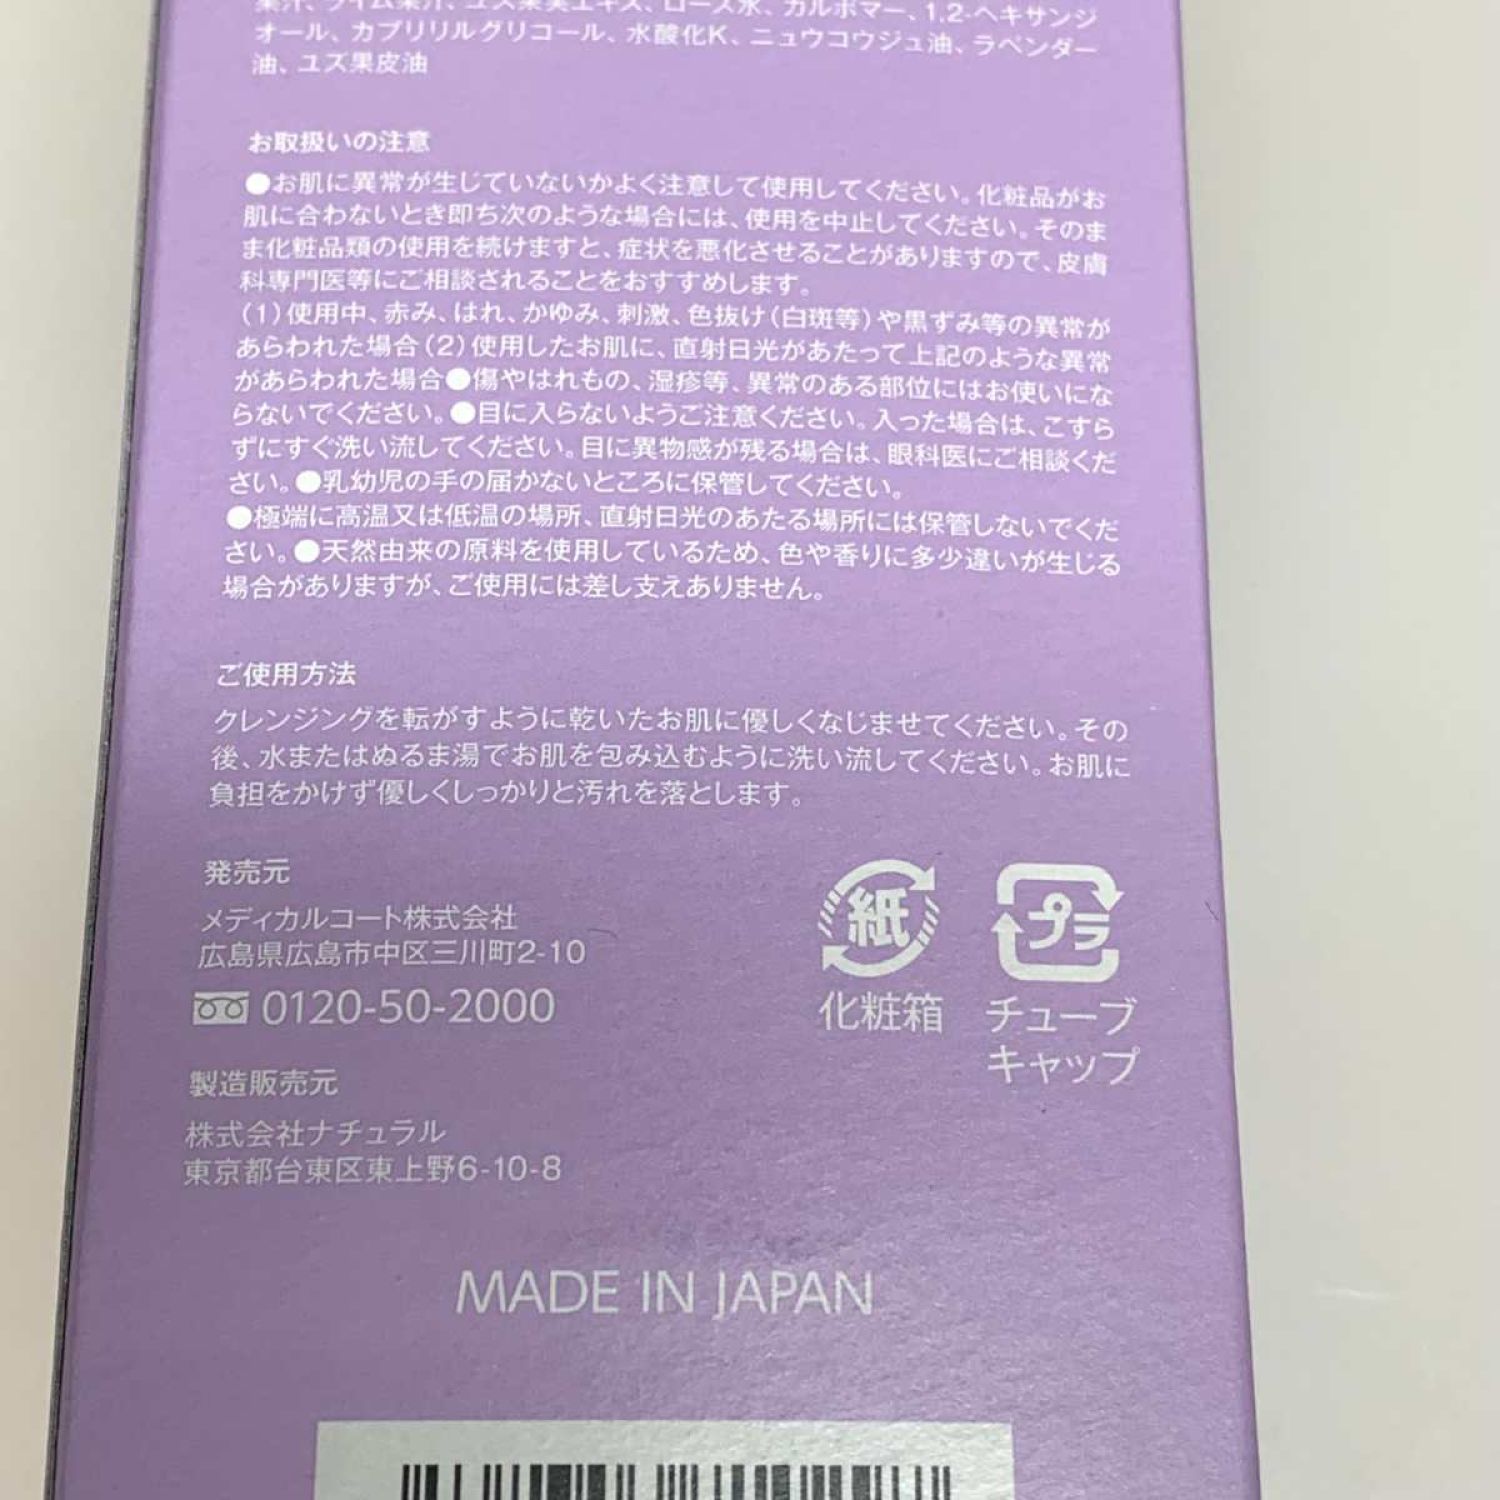 果汁、ライム果汁、ユズ果実エキス、ローズ水、カルボマー、1,2-ヘキサンジ
オール、カプリリルグリコール、水酸化K、ニュウコウジュ油、ラベンダー
油、ユズ果皮油
お取扱いの注意
●お肌に異常が生じていないかよく注意して使用してください。化粧品がお
肌に合わないとき即ち次のような場合には、使用を中止してください。そのま
ま化粧品類の使用を続けますと、症状を悪化させることがありますので、皮膚
科専門医等にご相談されることをおすすめします。
(1)使用中、赤み、はれ、かゆみ、刺激、色抜け(白斑等)や黒ずみ等の異常が
あらわれた場合(2)使用したお肌に、直射日光があたって上記のような異常
があらわれた場合●傷やはれもの、湿疹等、異常のある部位にはお使いにな
らないでください。●目に入らないようご注意ください。入った場合は、こすら
ずにすぐ洗い流してください。目に異物感が残る場合は、眼科医にご相談くだ
さい。●乳幼児の手の届かないところに保管してください。
●極端に高温又は低温の場所、直射日光のあたる場所には保管しないでくだ
さい。●天然由来の原料を使用しているため、色や香りに多少違いが生じる
場合がありますが、ご使用には差し支えありません。
ご使用方法
クレンジングを転がすように乾いたお肌に優しくなじませてください。その
後、水またはぬるま湯でお肌を包み込むように洗い流してください。お肌に
負担をかけず優しくしっかりと汚れを落とします。
発売元
メディカルコート株式会社
広島県広島市中区三川町2-10
0120-50-2000
製造販売元
株式会社ナチュラル
東京都台東区東上野6-10-8
紙
化粧箱
プラ
チューブ
キャップ
MADE IN JAPAN